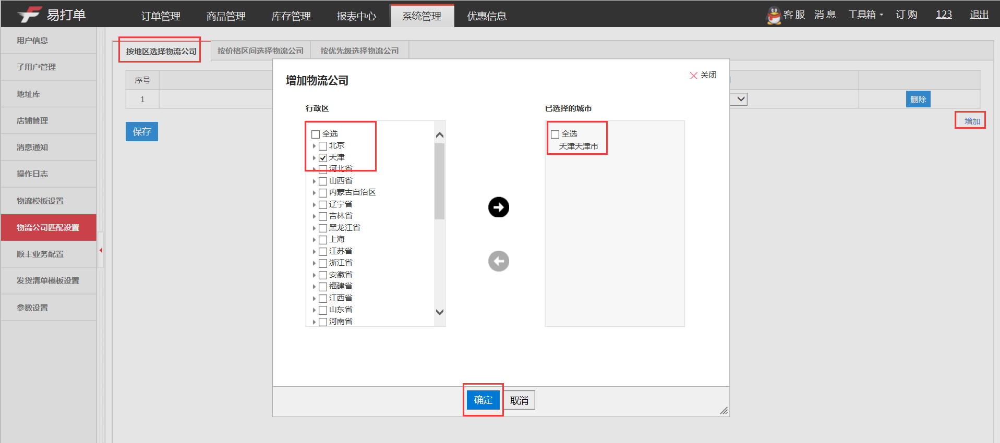 易打单
订单管理
商品管理
库存管理
报表中心
系统管理
优惠信息
客 服
消 息
工具箱
订 购
123
退出
用户信息
子用户管理
地址库
店铺管理
消息通知
操作日志
物流模板设置
物流公司匹配设置
顺丰业务配置
发货清单模板设置
参数设置
按地区选择物流公司
按价格区间选择物流公司
按优先级选择物流公司
序号
1
删除
增加
保存
增加物流公司
关闭
行政区
全选
北京
天津
河北省
山西省
内蒙古自治区
辽宁省
吉林省
黑龙江省
上海
江苏省
浙江省
安徽省
福建省
江西省
山东省
河南省
已选择的城市
全选
天津天津市
确定
取消